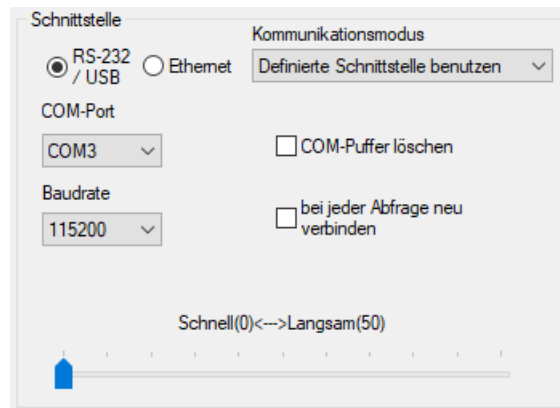 Schnittstelle
Kommunikationsmodus
RS-232
/ USB
Ethernet
Definierte Schnittstelle benutzen
COM-Port
COM3
COM-Puffer löschen
Baudrate
115200
bei jeder Abfrage neu
verbinden
Schnell(0)<--->Langsam(50)